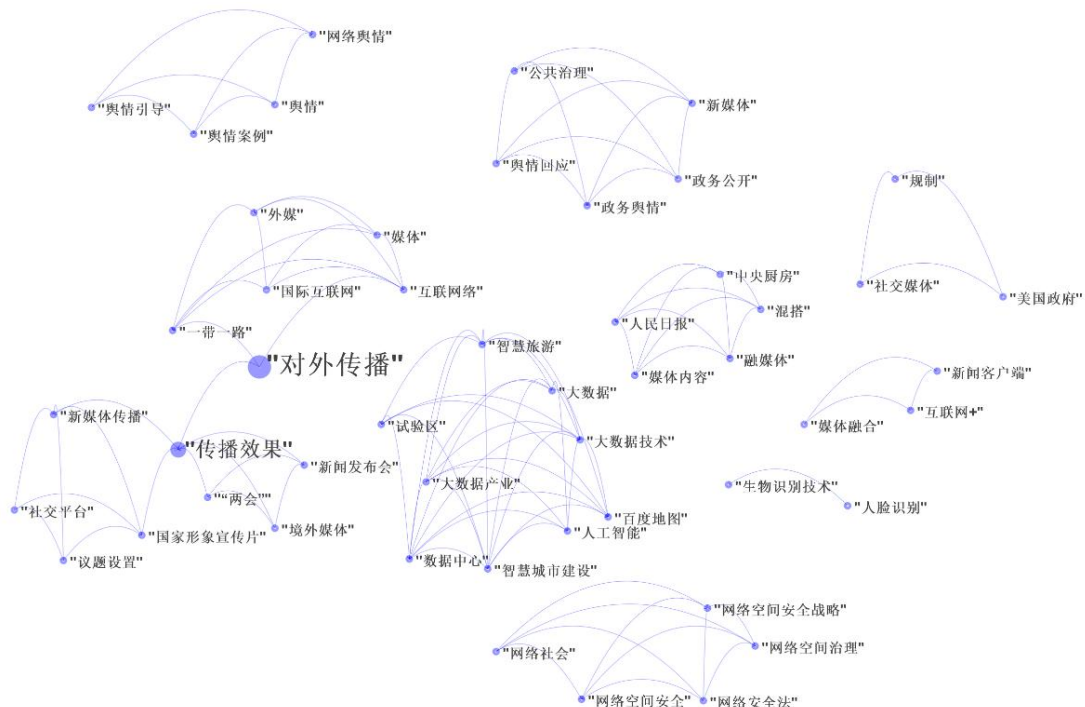 "网络舆情"
"舆情引导"
"舆情"
"舆情案例"
"公共治理"
"新媒体"
"舆情回应"
"政务公开"
"政务舆情"
"规制"
"社交媒体"
"美国政府"
"外媒"
"媒体"
"国际互联网"
"互联网络"
"一带一路"
"对外传播"
"中央厨房"
"混搭"
"人民日报"
"融媒体"
"媒体内容"
"智慧旅游"
"大数据"
"试验区"
"大数据技术"
"大数据产业"
"百度地图"
"人工智能"
"数据中心"
"智慧城市建设"
"新闻客户端"
"互联网+"
"媒体融合"
"生物识别技术"
"人脸识别"
"新媒体传播"
"传播效果"
"新闻发布会"
"“两会”"
"社交平台"
"国家形象宣传片"
"境外媒体"
"议题设置"
"网络空间安全战略"
"网络社会"
"网络空间治理"
"网络空间安全"
"网络安全法"